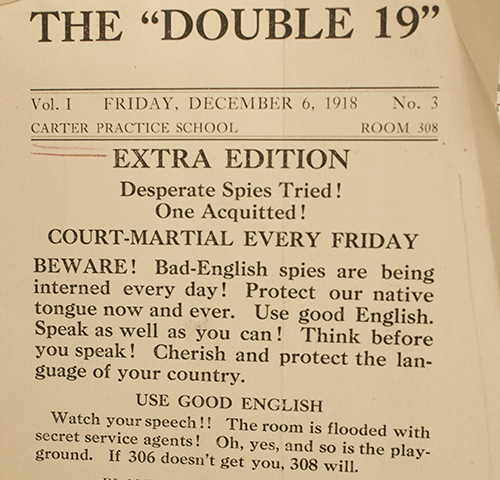 THE "DOUBLE 19"
Vol. I FRIDAY, DECEMBER 6, 1918 No. 3
CARTER PRACTICE SCHOOL ROOM 308
EXTRA EDITION
Desperate Spies Tried!
One Acquitted!
COURT-MARTIAL EVERY FRIDAY
BEWARE! Bad-English spies are being
interned every day! Protect our native
tongue now and ever. Use good English.
Speak as well as you can! Think before
you speak! Cherish and protect the lan-
guage of your country.
USE GOOD ENGLISH
Watch your speech!! The room is flooded with
secret service agents! Oh, yes, and so is the play-
ground. If 306 doesn't get you, 308 will.